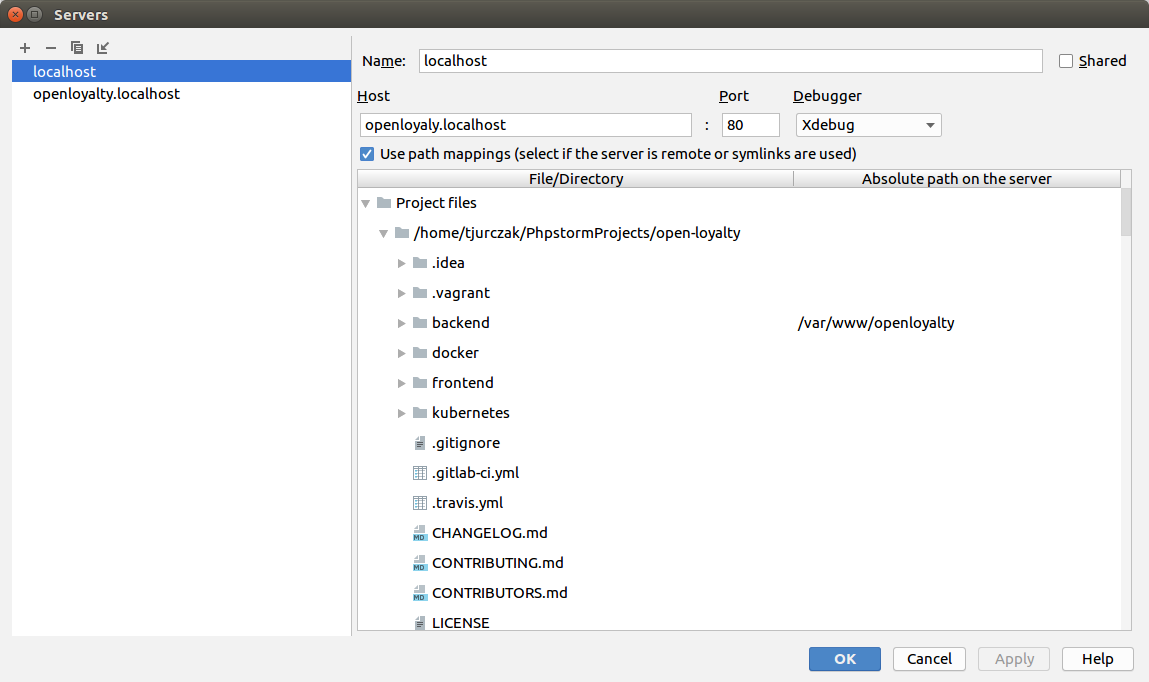 Servers
localhost
openloyalty.localhost
Name: localhost Shared
Host Port Debugger
openloyaly.localhost : 80 Xdebug
Use path mappings (select if the server is remote or symlinks are used)
File/Directory Absolute path on the server
Project files
/home/tjurczak/PhpstormProjects/open-loyalty
.idea
.vagrant
backend /var/www/openloyalty
docker
frontend
kubernetes
.gitignore
.gitlab-ci.yml
.travis.yml
MD CHANGELOG.md
MD CONTRIBUTING.md
MD CONTRIBUTORS.md
LICENSE
OK Cancel Apply Help